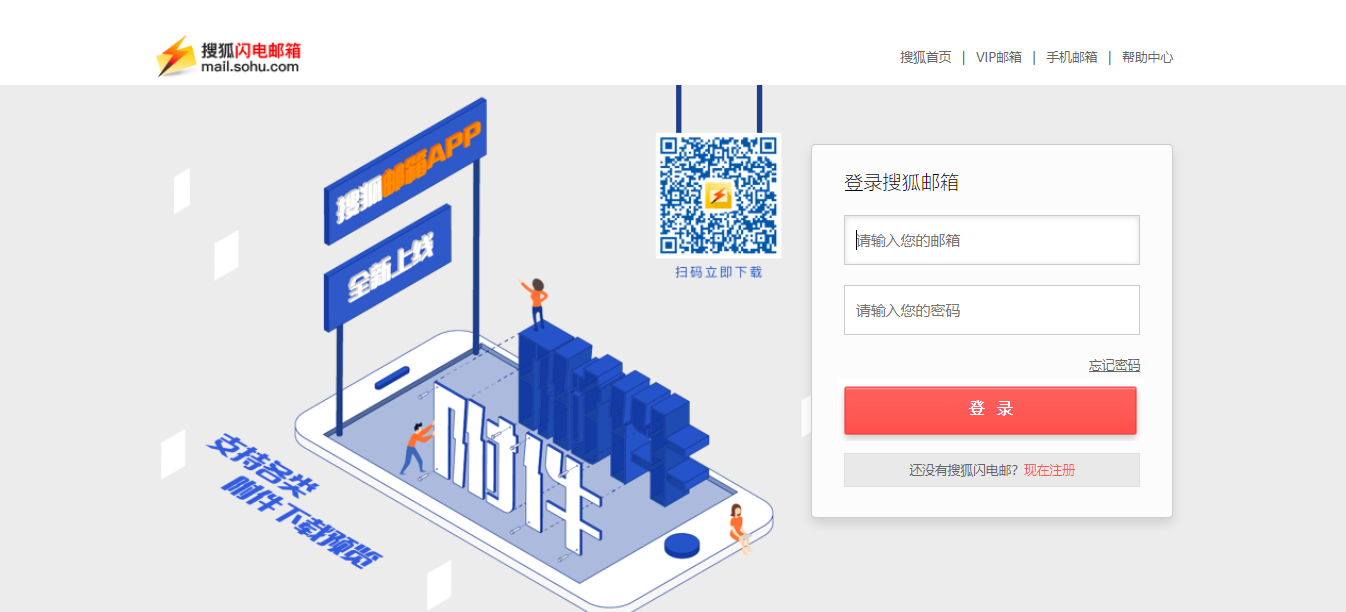 搜狐闪电邮箱
mail.sohu.com
搜狐首页 | VIP邮箱 | 手机邮箱 | 帮助中心
搜狐邮箱APP
全新上线
扫码立即下载
附件
支持各类
附件下载预览
登录搜狐邮箱
请输入您的邮箱
请输入您的密码
忘记密码
登 录
还没有搜狐闪电邮? 现在注册